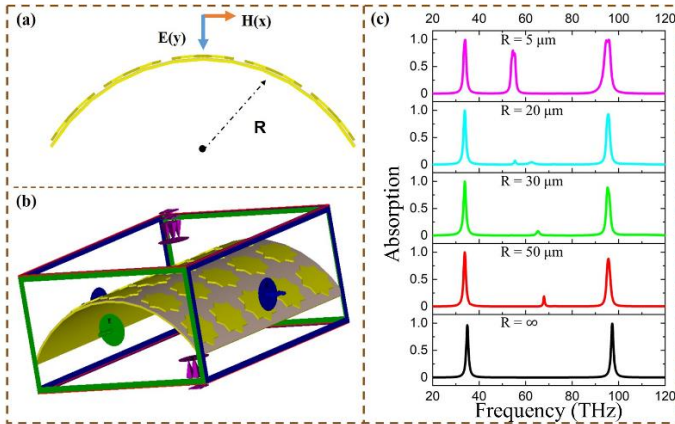 (a)
H(x)
E(y)
R
(b)
(c)
20 40 60 80 100 120
R = 5 μm
1.0
0.5
0
R = 20 μm
1.0
0.5
0
R = 30 μm
1.0
0.5
0
R = 50 μm
1.0
0.5
0
R = ∞
1.0
0.5
0
Absorption
20 40 60 80 100 120
Frequency (THz)